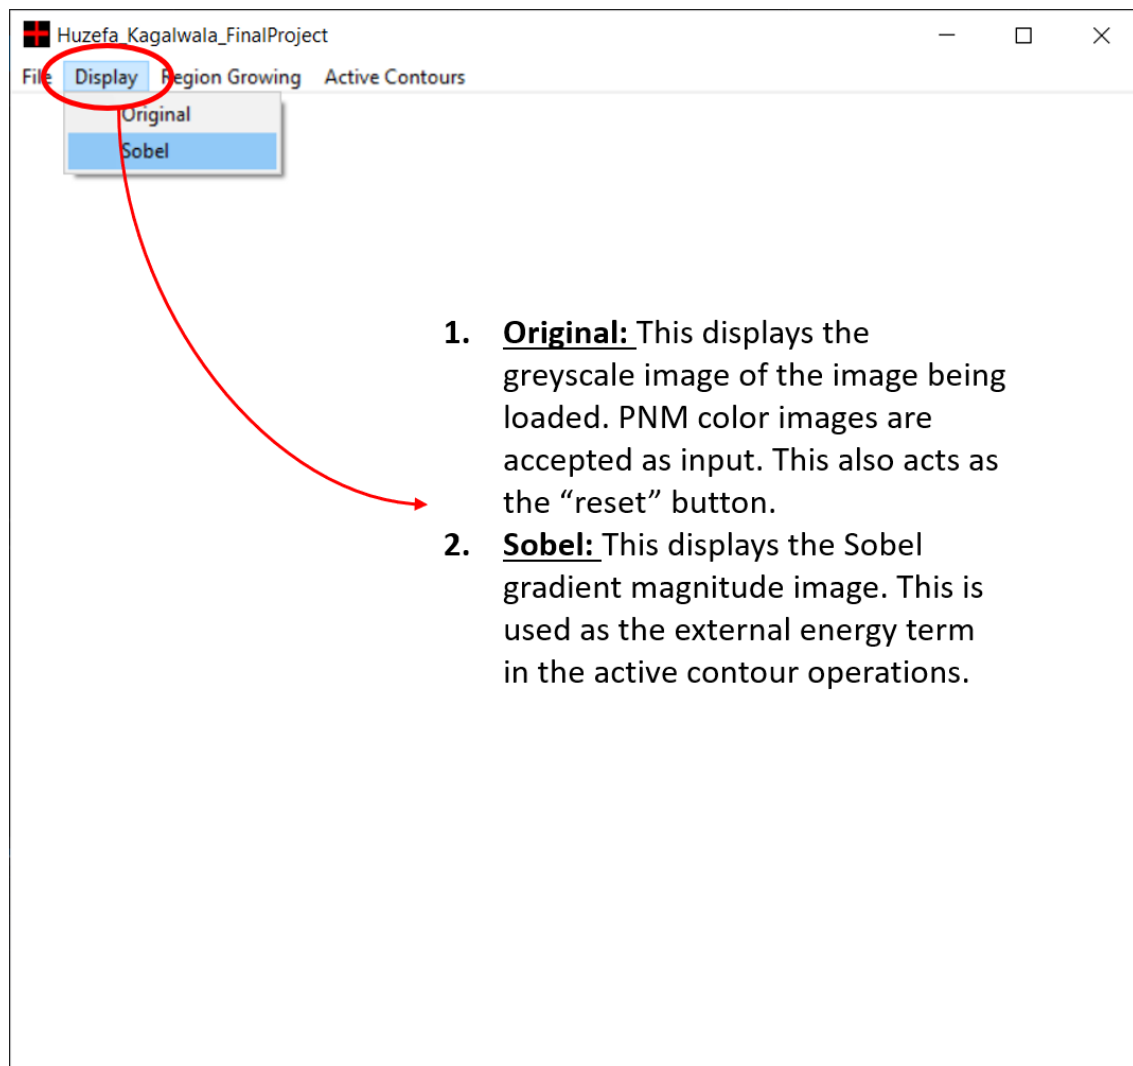 Huzefa_Kagalwala_FinalProject
File Display Region Growing Active Contours
Original
Sobel
1. Original: This displays the
greyscale image of the image being
loaded. PNM color images are
accepted as input. This also acts as
the “reset” button.
2. Sobel: This displays the Sobel
gradient magnitude image. This is
used as the external energy term
in the active contour operations.